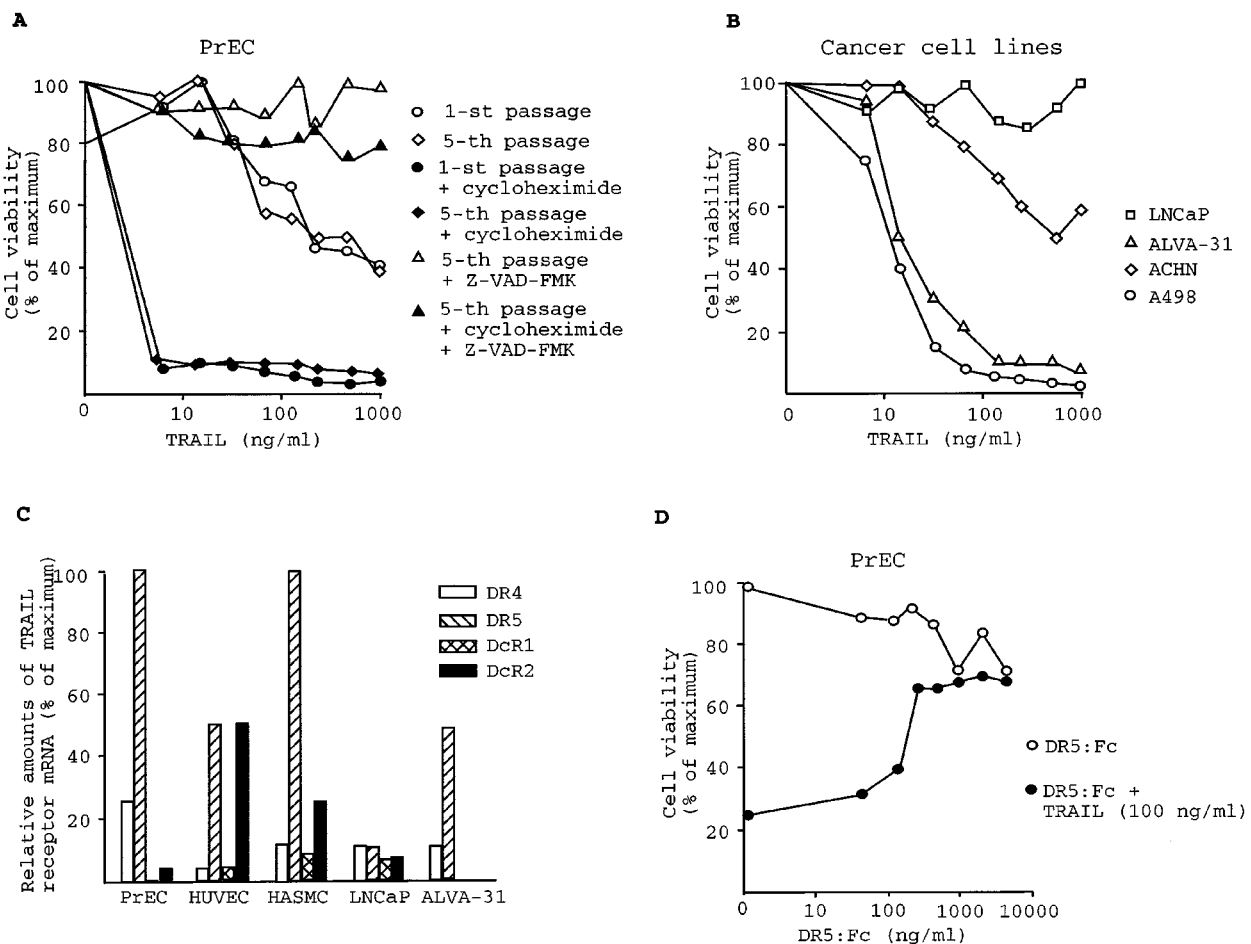 A
PrEC
Cell viability
(% of maximum)
100
80
60
40
20
0 10 100 1000
TRAIL (ng/ml)
1-st passage
5-th passage
1-st passage
+ cycloheximide
5-th passage
+ cycloheximide
5-th passage
+ Z-VAD-FMK
5-th passage
+ cycloheximide
+ Z-VAD-FMK
B
Cancer cell lines
Cell viability
(% of maximum)
100
80
60
40
20
0 10 100 1000
TRAIL (ng/ml)
LNCaP
ALVA-31
ACHN
A498
C
Relative amounts of TRAIL
receptor mRNA (% of maximum)
100
80
60
40
20
PrEC HUVEC HASMC LNCaP ALVA-31
DR4
DR5
DcR1
DcR2
D
PrEC
Cell viability
(% of maximum)
100
80
60
40
20
0 10 100 1000 10000
DR5:Fc (ng/ml)
DR5:Fc
DR5:Fc +
TRAIL (100 ng/ml)